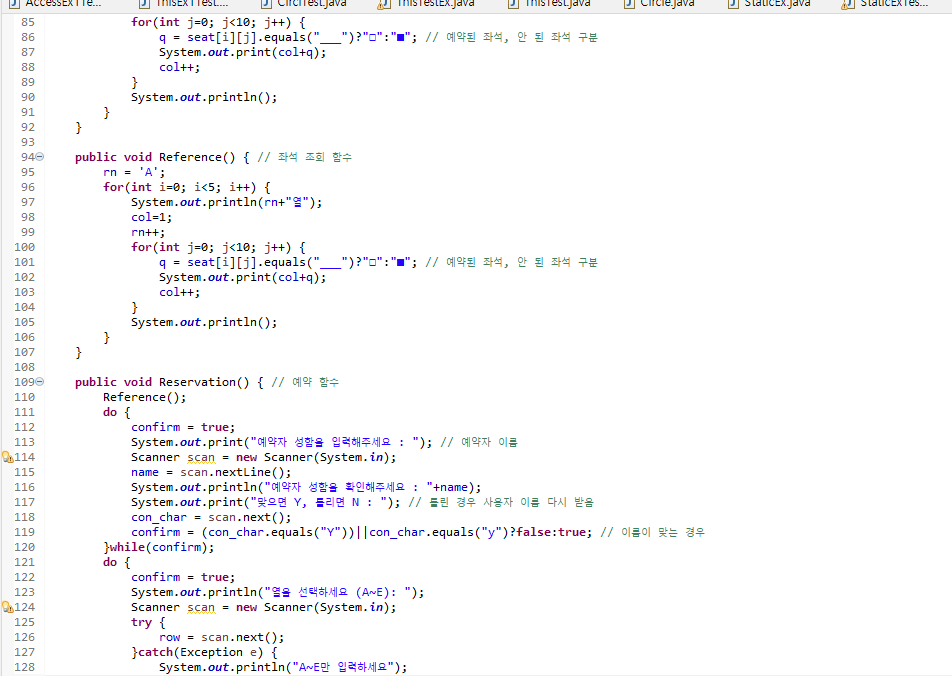 AccessExTTe... ThisExTTest.... CirclTest.java ThisTestEx.java ThisTest.java Circle.java StaticEx.java StaticExTes...
85 for(int j=0; j<10; j++) {
86 q = seat[i][j].equals("___")?"□":"■"; // 예약된 좌석, 안 된 좌석 구분
87 System.out.print(col+q);
88 col++;
89 }
90 System.out.println();
91 }
92 }
93
94 public void Reference() { // 좌석 조회 함수
95 rn = 'A';
96 for(int i=0; i<5; i++) {
97 System.out.println(rn+"열");
98 col=1;
99 rn++;
100 for(int j=0; j<10; j++) {
101 q = seat[i][j].equals("___")?"□":"■"; // 예약된 좌석, 안 된 좌석 구분
102 System.out.print(col+q);
103 col++;
104 }
105 System.out.println();
106 }
107 }
108
109 public void Reservation() { // 예약 함수
110 Reference();
111 do {
112 confirm = true;
113 System.out.print("예약자 성함을 입력해주세요 : "); // 예약자 이름
114 Scanner scan = new Scanner(System.in);
115 name = scan.nextLine();
116 System.out.println("예약자 성함을 확인해주세요 : "+name);
117 System.out.print("맞으면 Y, 틀리면 N : "); // 틀린 경우 사용자 이름 다시 받음
118 con_char = scan.next();
119 confirm = (con_char.equals("Y"))||con_char.equals("y")?false:true; // 이름이 맞는 경우
120 }while(confirm);
121 do {
122 confirm = true;
123 System.out.println("열을 선택하세요 (A~E): ");
124 Scanner scan = new Scanner(System.in);
125 try {
126 row = scan.next();
127 }catch(Exception e) {
128 System.out.println("A~E만 입력하세요");